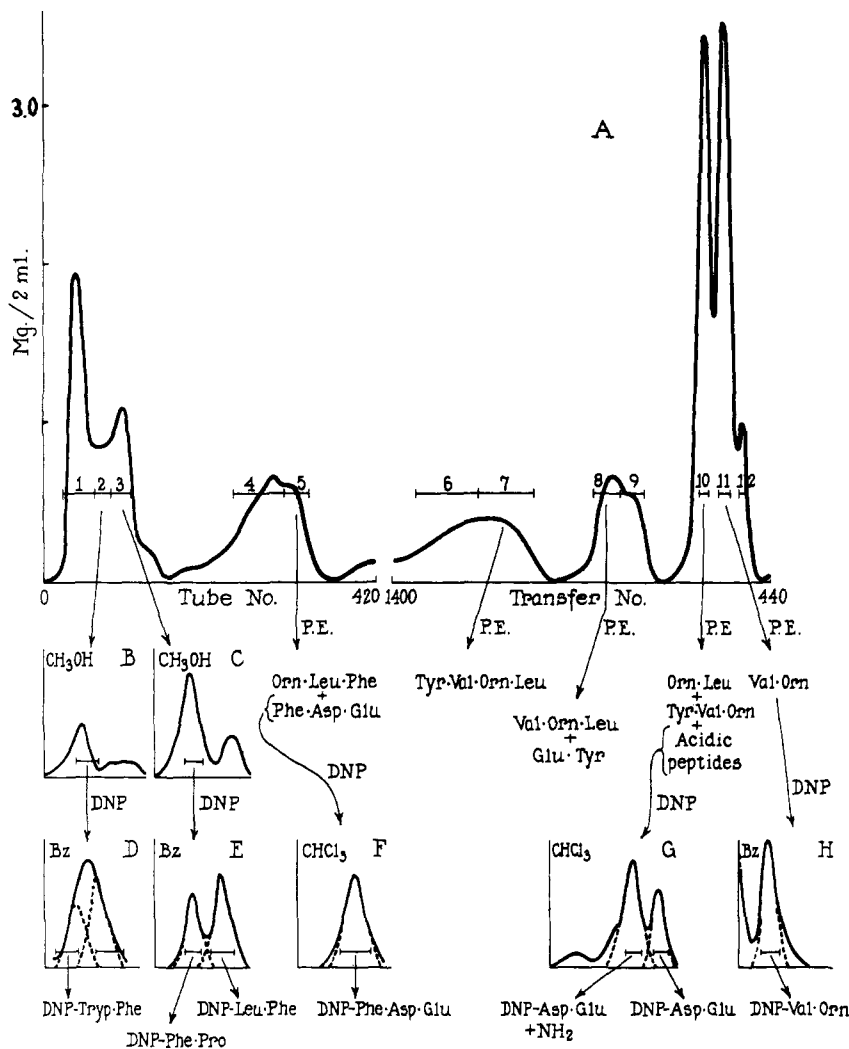 3.0
A
Mg./2 ml.
1 2 3
4 5
6 7
8 9
10 11 12
0 Tube No. 420
1400 Transfer No. 440
P.E.
P.E.
P.E.
P.E
P.E.
CH₃OH B
CH₃OH C
Orn·Leu·Phe
+
Phe·Asp·Glu
Tyr·Val·Orn·Leu
Val·Orn·Leu
+
Glu·Tyr
Orn·Leu
+
Tyr·Val·Orn
+
Acidic
peptides
Val·Orn
DNP
DNP
DNP
DNP
DNP
Bz D
Bz E
CHCl₃ F
CHCl₃ G
Bz H
DNP-Tryp·Phe
DNP-Phe·Pro
DNP-Leu·Phe
DNP-Phe·Asp·Glu
DNP-Asp·Glu
+NH₂
DNP-Asp·Glu
DNP-Val·Orn